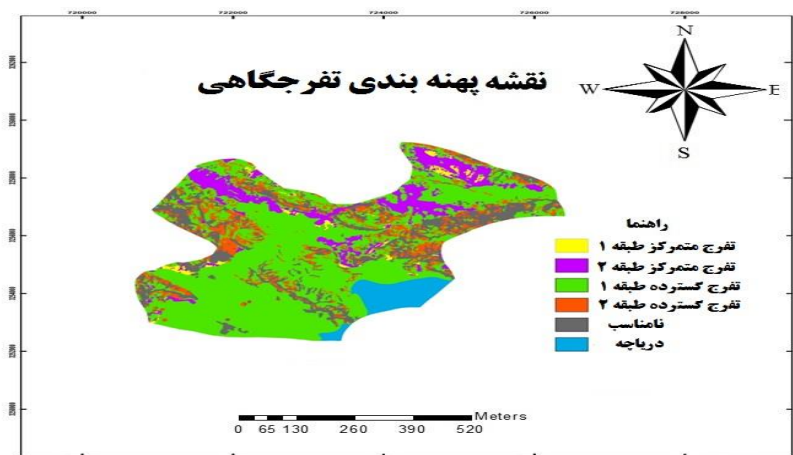 720000 722000 724000 726000 728000
N
نقشه پهنه بندی تفرجگاهی
W E
S
راهنما
تفرج متمرکز طبقه ۱
تفرج متمرکز طبقه ۲
تفرج گسترده طبقه ۱
تفرج گسترده طبقه ۲
نامناسب
دریاچه
Meters
0 65 130 260 390 520